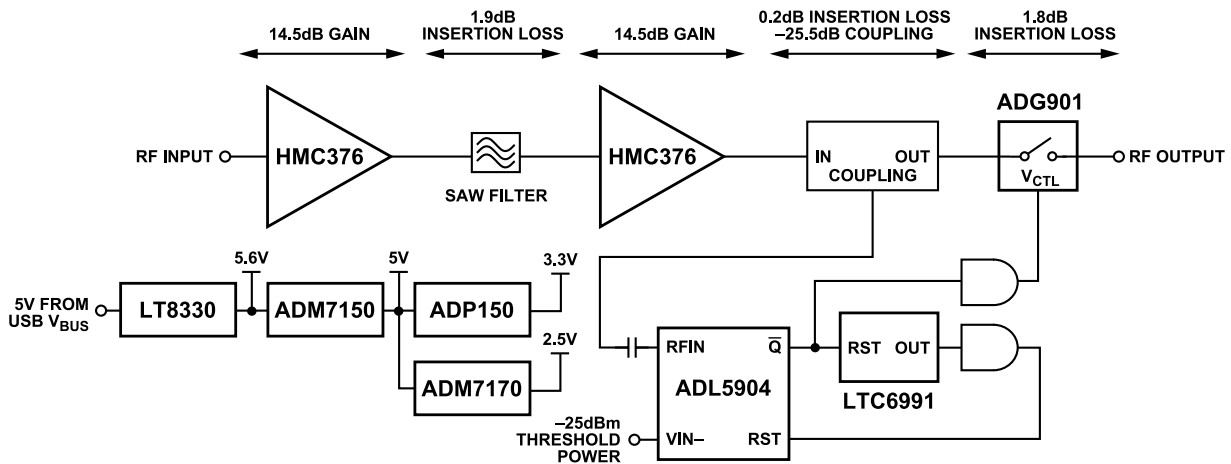 14.5dB GAIN
1.9dB
INSERTION LOSS
14.5dB GAIN
0.2dB INSERTION LOSS
–25.5dB COUPLING
1.8dB
INSERTION LOSS
ADG901
RF INPUT
HMC376
SAW FILTER
HMC376
IN
OUT
COUPLING
V_CTL
RF OUTPUT
5V FROM
USB V_BUS
LT8330
5.6V
ADM7150
5V
ADP150
3.3V
ADM7170
2.5V
RFIN
Q̅
ADL5904
VIN–
RST
–25dBm
THRESHOLD
POWER
RST
OUT
LTC6991